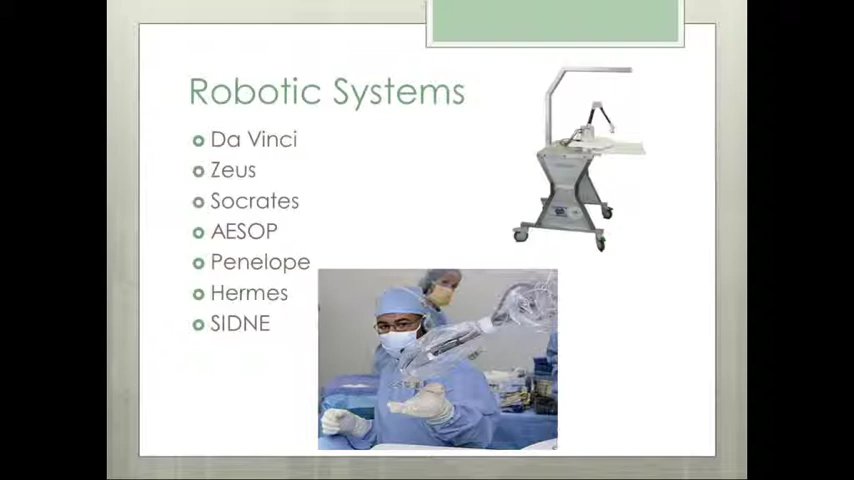 Robotic Systems
Da Vinci
Zeus
Socrates
AESOP
Penelope
Hermes
SIDNE